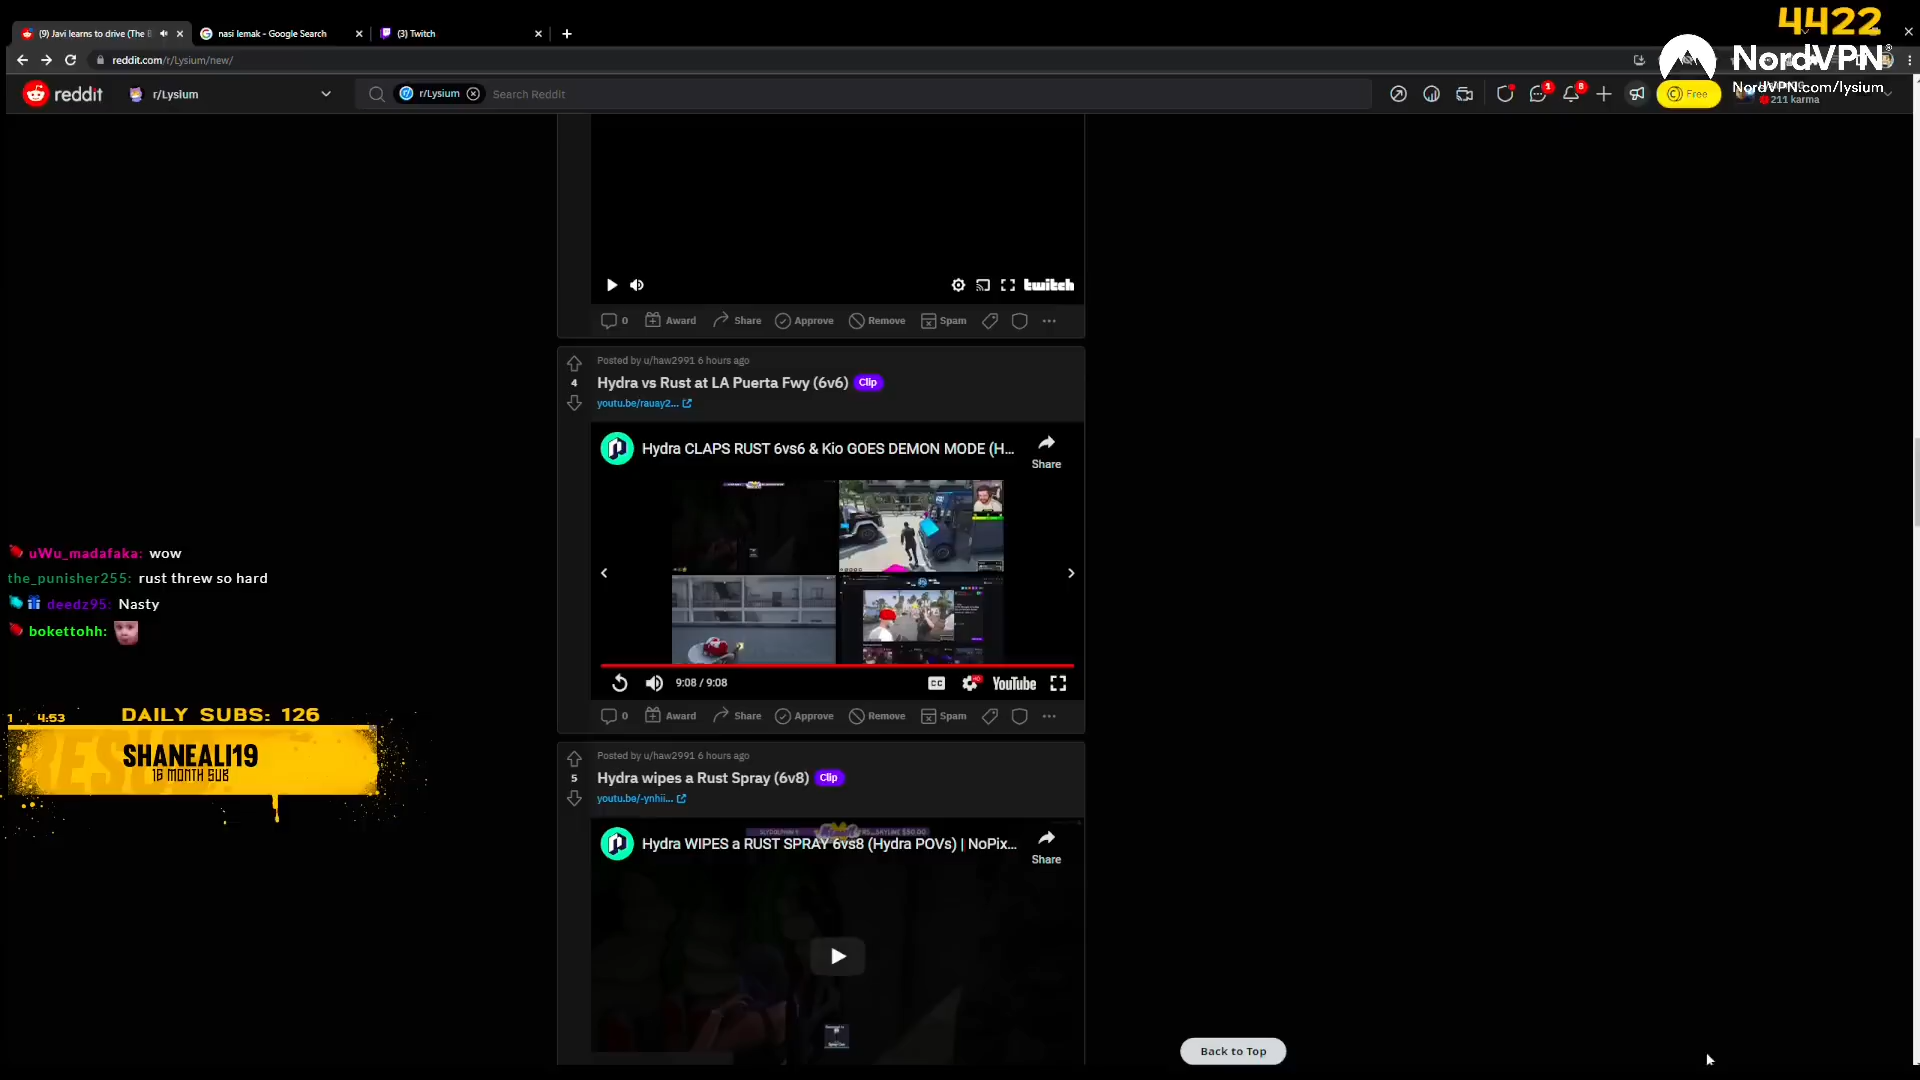 4422
(9) Javi learns to drive (The B
nasi lemak - Google Search
(3) Twitch
reddit.com/r/Lysium/new/
NordVPN®
NordVPN.com/lysium
reddit
r/Lysium
r/Lysium
Search Reddit
1
8
Free
211 karma
twitch
0
Award
Share
Approve
Remove
Spam
Posted by u/haw2991 6 hours ago
4
Hydra vs Rust at LA Puerta Fwy (6v6)
Clip
youtu.be/rauay2...
Hydra CLAPS RUST 6vs6 & Kio GOES DEMON MODE (H...
Share
9:08 / 9:08
CC
YouTube
0
Award
Share
Approve
Remove
Spam
Posted by u/haw2991 6 hours ago
5
Hydra wipes a Rust Spray (6v8)
Clip
youtu.be/-ynhii...
Hydra WIPES a RUST SPRAY 6vs8 (Hydra POVs) | NoPix...
Share
uWu_madafaka: wow
the_punisher255: rust threw so hard
deedz95: Nasty
bokettohh:
1
4:53
DAILY SUBS: 126
SHANEALI19
16 MONTH SUB
Back to Top